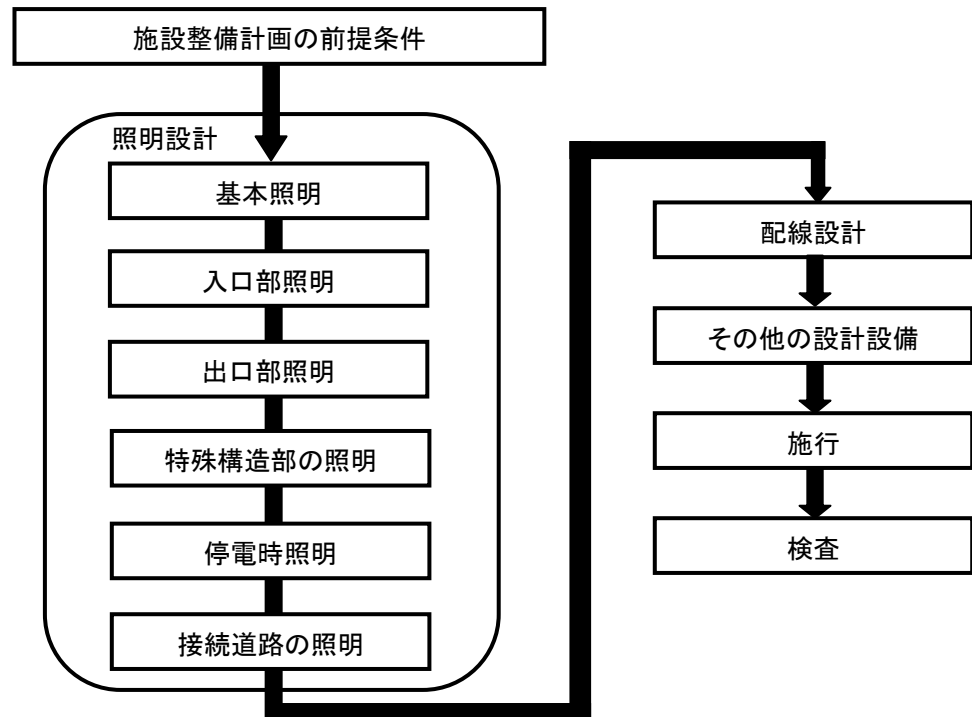 施設整備計画の前提条件
照明設計
基本照明
入口部照明
出口部照明
特殊構造部の照明
停電時照明
接続道路の照明
配線設計
その他の設計設備
施行
検査